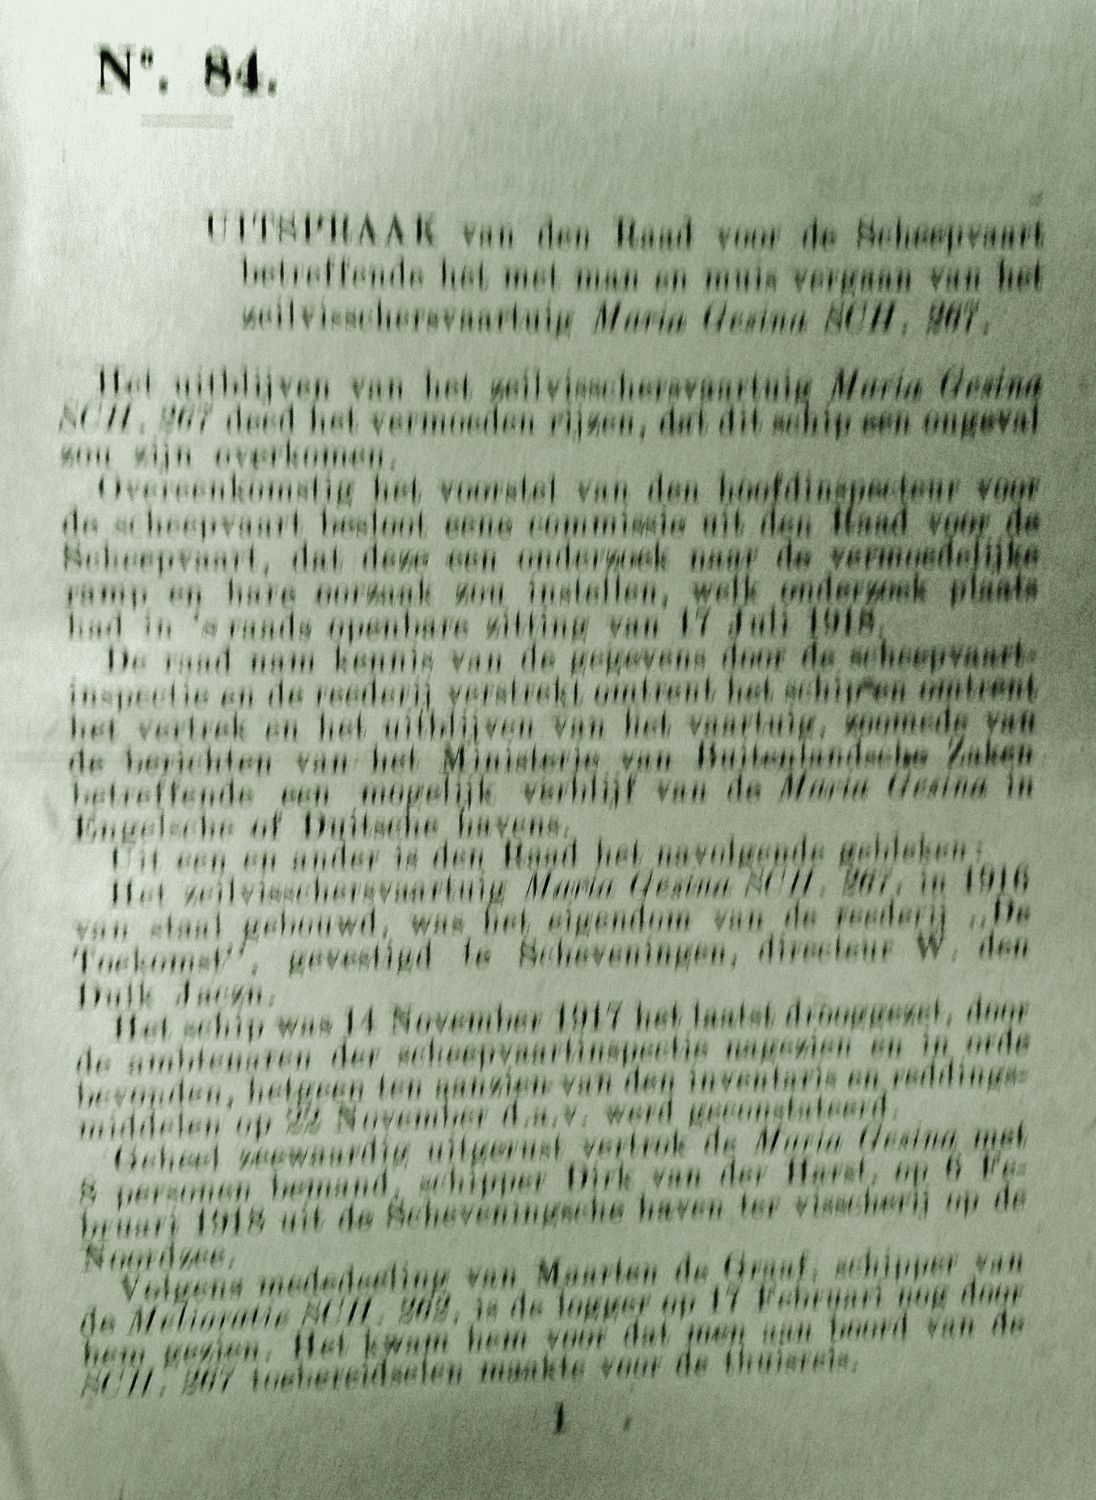 Nº. 84.
UITSPRAAK van den Raad voor de Scheepvaart
betreffende het met man en muis vergaan van het
zeilvisschersvaartuig Maria Gesina SCH. 267.
Het uitblijven van het zeilvisschersvaartuig Maria Gesina
SCH. 267 deed het vermoeden rijzen, dat dit schip een ongeval
zou zijn overkomen.
Overeenkomstig het voorstel van den hoofdinspecteur voor
de scheepvaart besloot eene commissie uit den Raad voor de
Scheepvaart, dat deze een onderzoek naar de vermoedelijke
ramp en hare oorzaak zou instellen, welk onderzoek plaats
had in 's raads openbare zitting van 17 Juli 1918.
De raad nam kennis van de gegevens door de scheepvaart-
inspectie en de reederij verstrekt omtrent het schip en omtrent
het vertrek en het uitblijven van het vaartuig, zoomede van
de berichten van het Ministerie van Buitenlandsche Zaken
betreffende een mogelijk verblijf van de Maria Gesina in
Engelsche of Duitsche havens.
Uit een en ander is den Raad het navolgende gebleken:
Het zeilvisschersvaartuig Maria Gesina SCH. 267, in 1916
van staal gebouwd, was het eigendom van de reederij „De
Toekomst”, gevestigd te Scheveningen, directeur W. den
Dulk Jaczn.
Het schip was 14 November 1917 het laatst drooggezet, door
de ambtenaren der scheepvaartinspectie nagezien en in orde
bevonden, hetgeen ten aanzien van den inventaris en reddings-
middelen op 22 November d.a.v. werd geconstateerd.
Geheel zeewaardig uitgerust vertrok de Maria Gesina met
8 personen bemand, schipper Dirk van der Harst, op 6 Fe-
bruari 1918 uit de Scheveningsche haven ter visscherij op de
Noordzee.
Volgens mededeeling van Maarten de Graaf, schipper van
de Melioratie SCH. 262, is de logger op 17 Februari nog door
hem gezien. Het kwam hem voor dat men aan boord van de
SCH. 267 toebereidselen maakte voor de thuisreis.
1